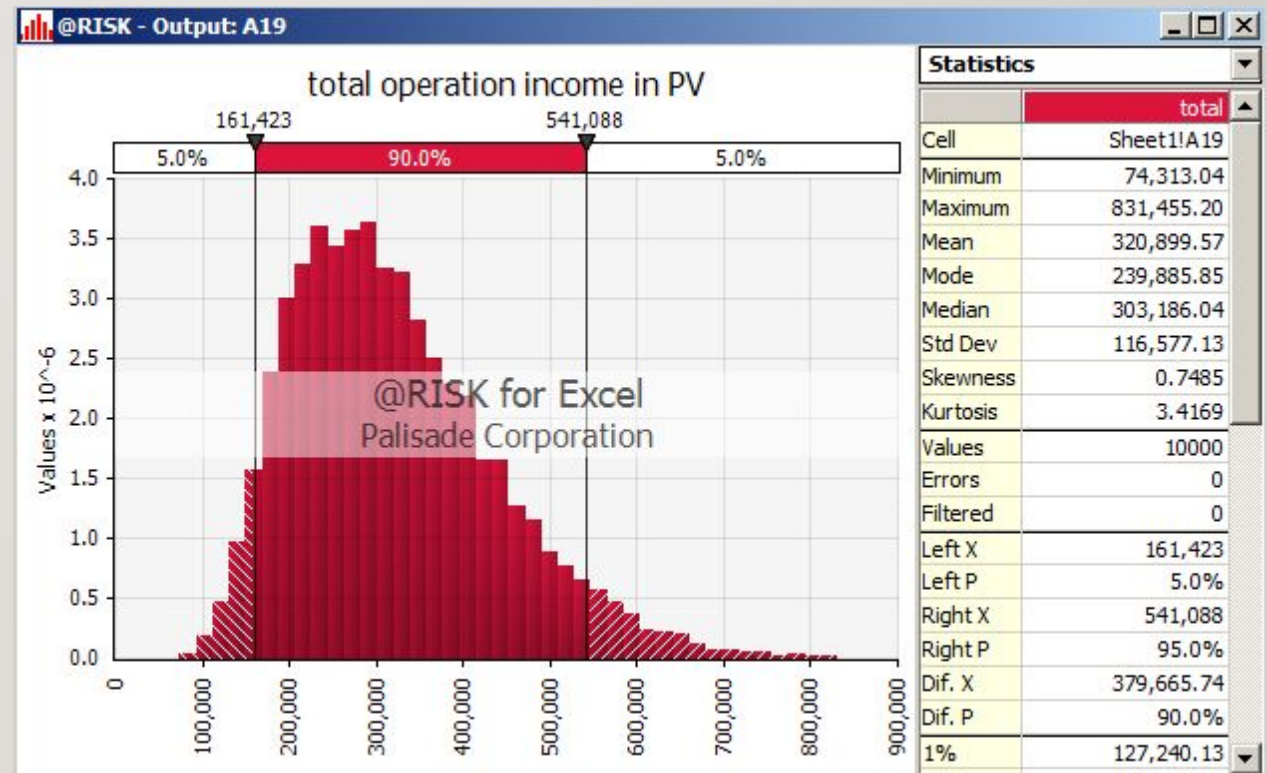 @RISK - Output: A19
total operation income in PV
161,423 541,088
5.0% 90.0% 5.0%
Values x 10^-6
4.0
3.5
3.0
2.5
2.0
1.5
1.0
0.5
0.0
@RISK for Excel
Palisade Corporation
0 100,000 200,000 300,000 400,000 500,000 600,000 700,000 800,000 900,000
Statistics
total
Cell Sheet1!A19
Minimum 74,313.04
Maximum 831,455.20
Mean 320,899.57
Mode 239,885.85
Median 303,186.04
Std Dev 116,577.13
Skewness 0.7485
Kurtosis 3.4169
Values 10000
Errors 0
Filtered 0
Left X 161,423
Left P 5.0%
Right X 541,088
Right P 95.0%
Dif. X 379,665.74
Dif. P 90.0%
1% 127,240.13